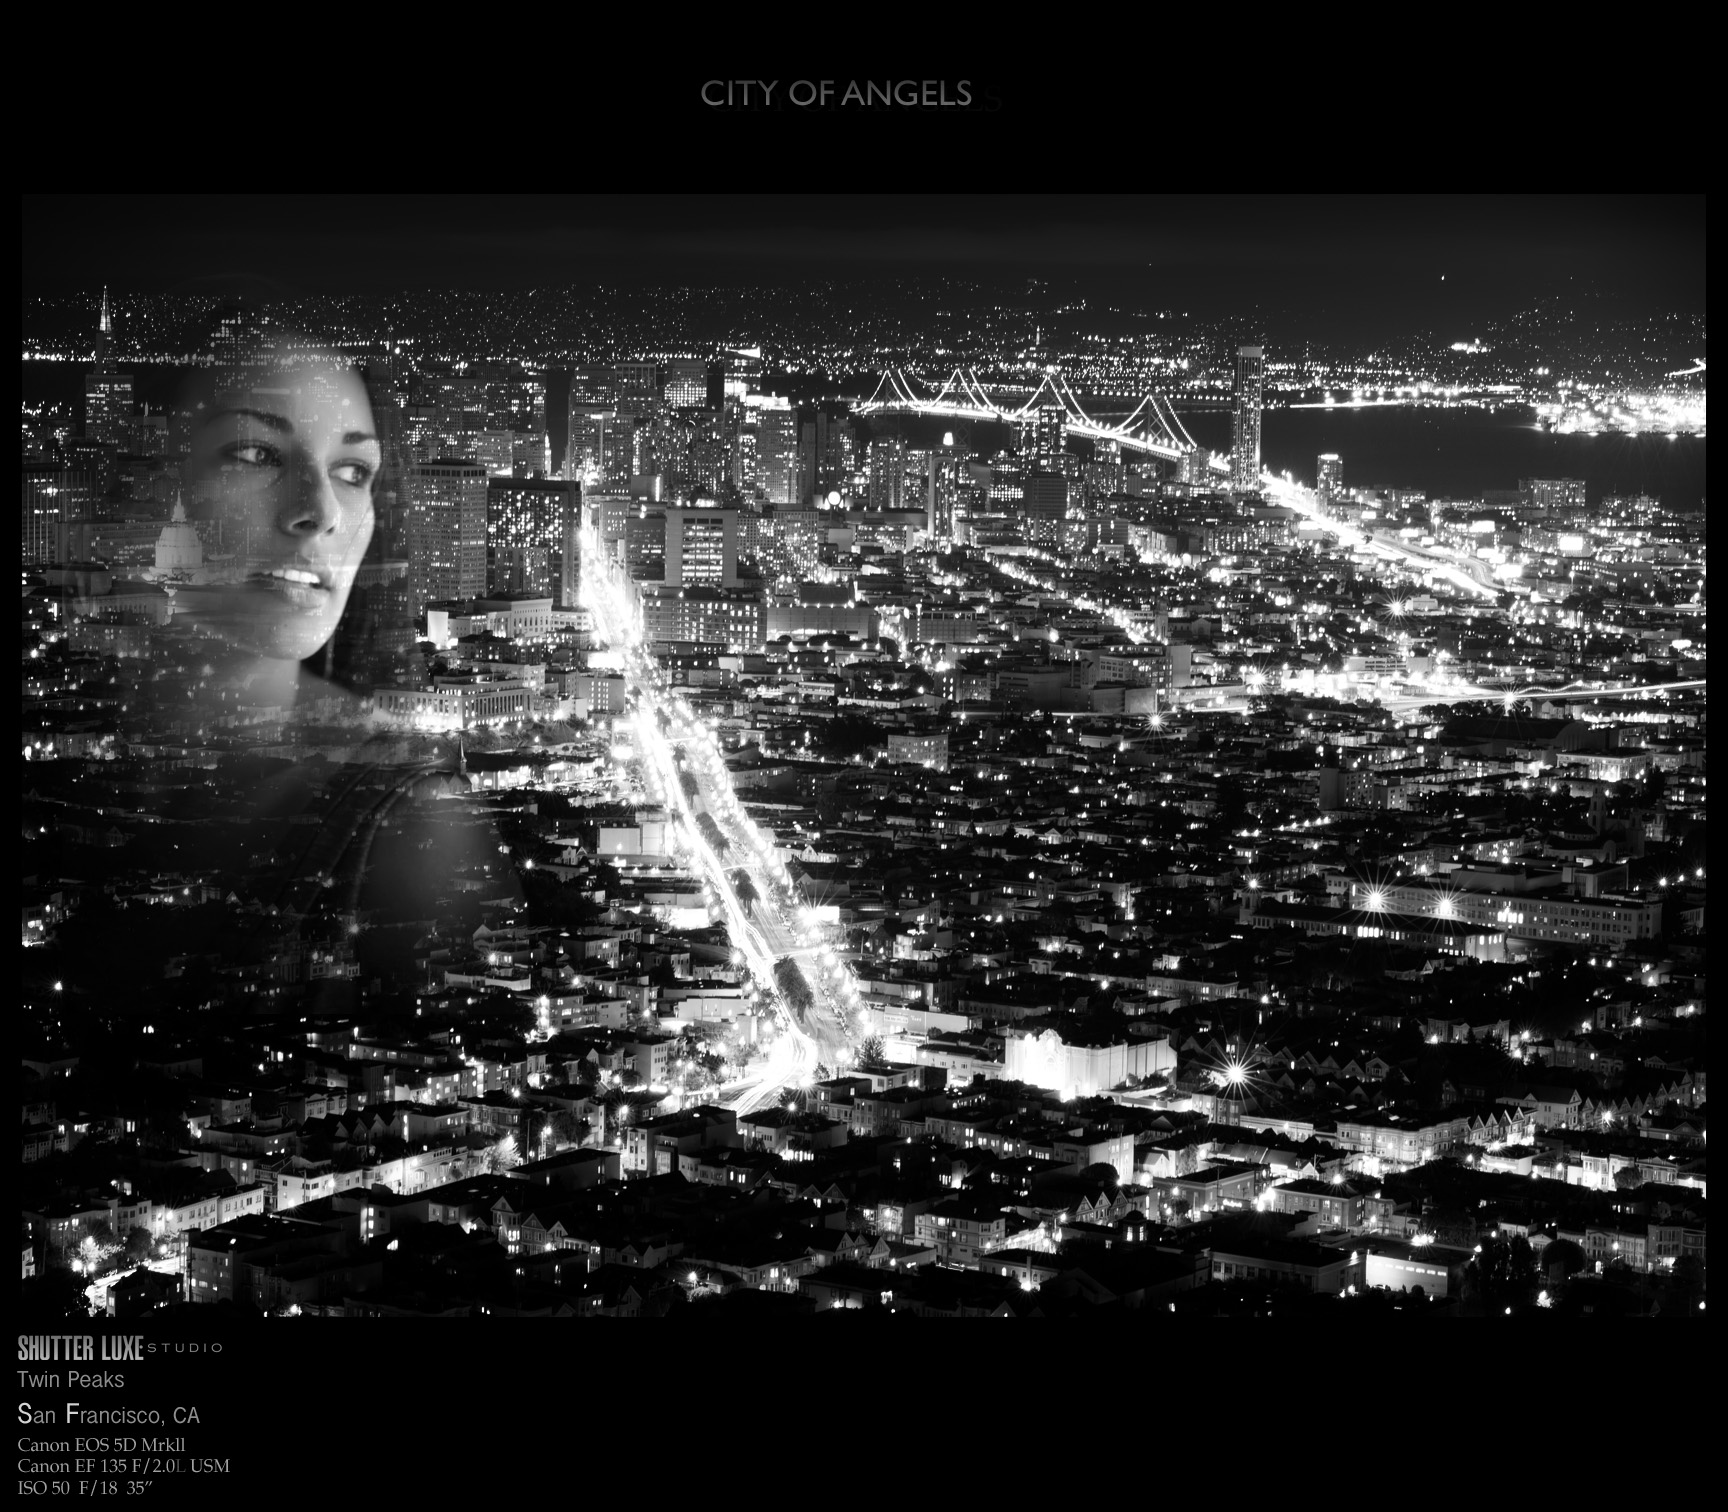 CITY OF ANGELS
SHUTTER LUXE STUDIO
Twin Peaks
San Francisco, CA
Canon EOS 5D Mrkll
Canon EF 135 F/2.0L USM
ISO 50 F/18 35”